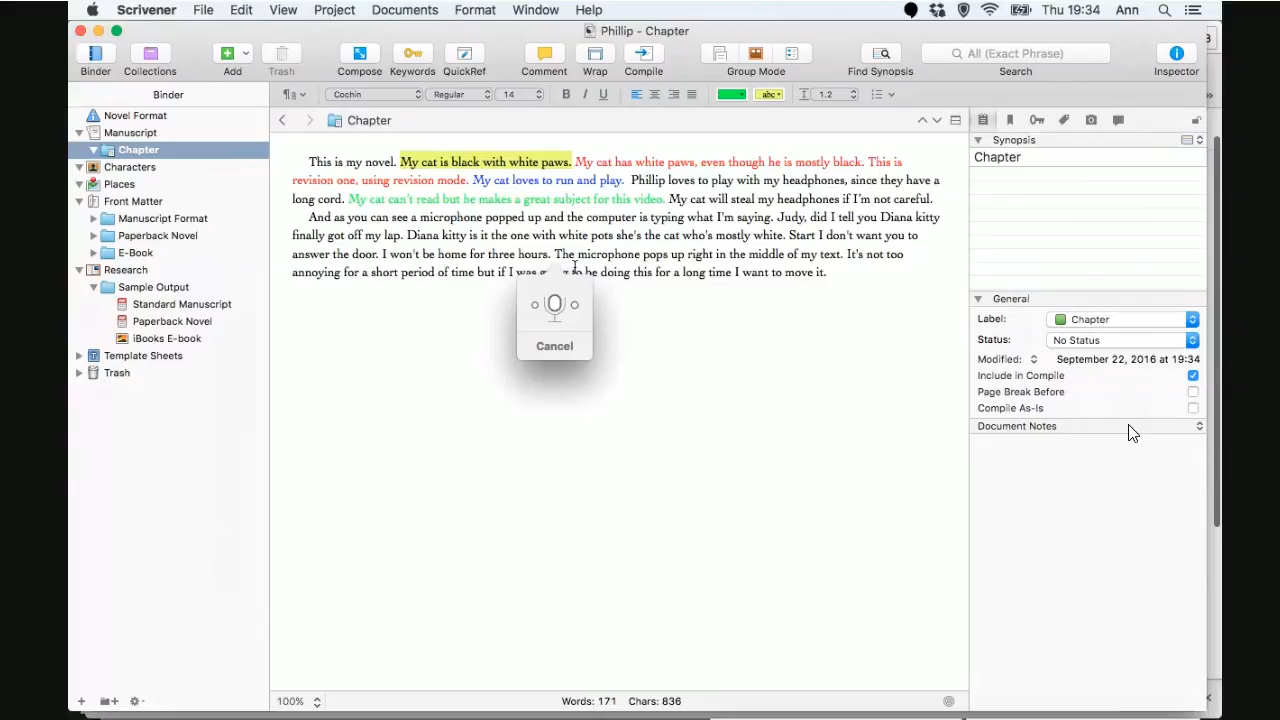 Scrivener File Edit View Project Documents Format Window Help Thu 19:34 Ann
Phillip - Chapter
Binder Collections Add Trash Compose Keywords QuickRef Comment Wrap Compile Group Mode Find Synopsis All (Exact Phrase) Search Inspector
Binder Cochin Regular 14 B I U abc 1.2
Novel Format
Manuscript
Chapter
Characters
Places
Front Matter
Manuscript Format
Paperback Novel
E-Book
Research
Sample Output
Standard Manuscript
Paperback Novel
iBooks E-book
Template Sheets
Trash
Chapter
This is my novel. My cat is black with white paws. My cat has white paws, even though he is mostly black. This is
revision one, using revision mode. My cat loves to run and play. Phillip loves to play with my headphones, since they have a
long cord. My cat can't read but he makes a great subject for this video. My cat will steal my headphones if I'm not careful.
And as you can see a microphone popped up and the computer is typing what I'm saying. Judy, did I tell you Diana kitty
finally got off my lap. Diana kitty is it the one with white pots she's the cat who's mostly white. Start I don't want you to
answer the door. I won't be home for three hours. The microphone pops up right in the middle of my text. It's not too
annoying for a short period of time but if I was going to be doing this for a long time I want to move it.
Cancel
Synopsis
Chapter
General
Label: Chapter
Status: No Status
Modified: September 22, 2016 at 19:34
Include in Compile
Page Break Before
Compile As-Is
Document Notes
100% Words: 171 Chars: 836